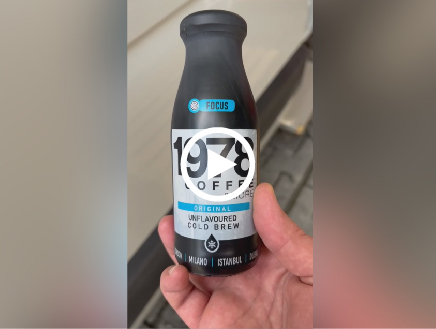 FOCUS
1978
COFFEE
ORIGINAL
UNFLAVOURED
COLD BREW
| MILANO | ISTANBUL |